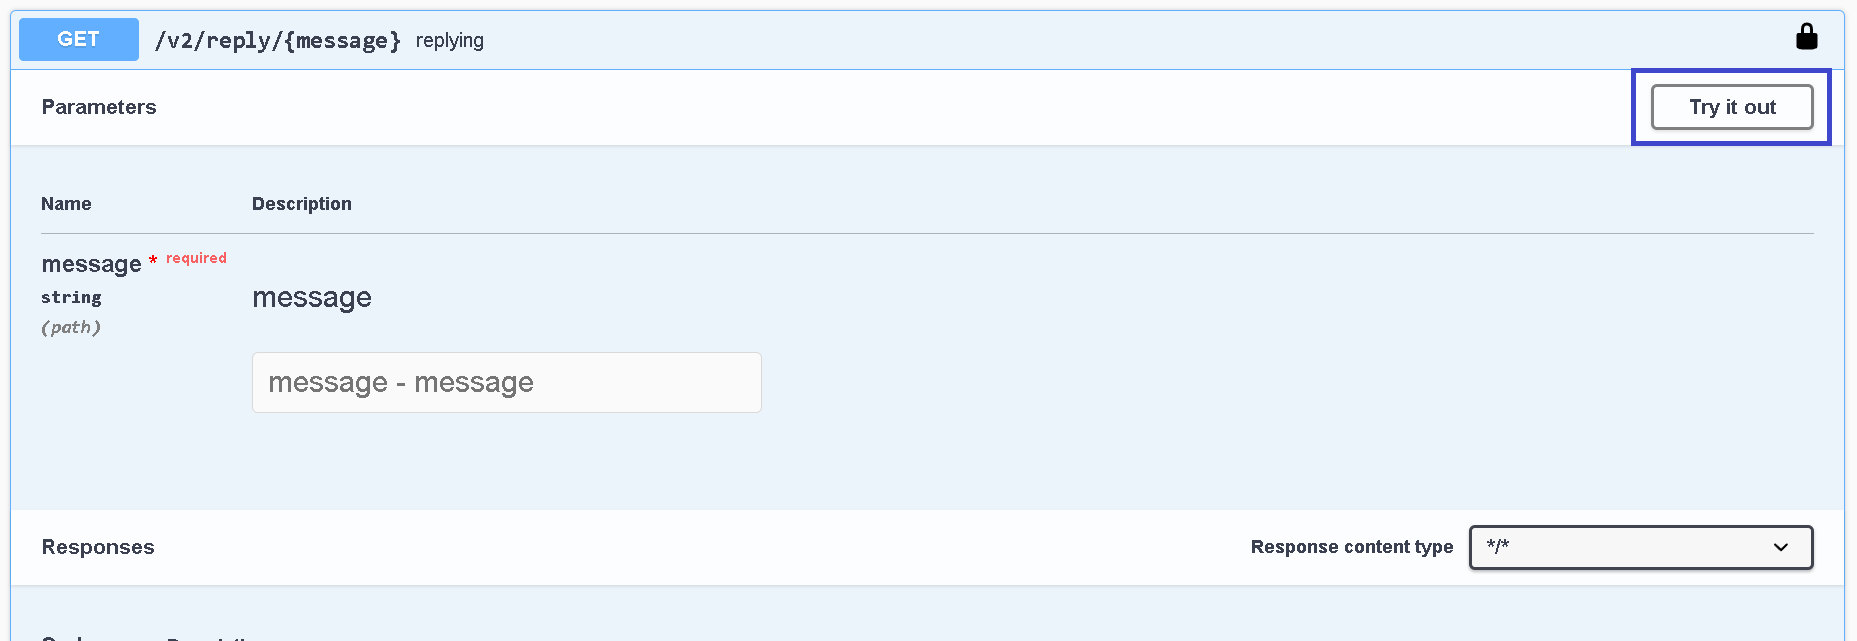 GET /v2/reply/{message} replying
Parameters
Try it out
Name Description
message * required
string
(path)
message
message - message
Responses
Response content type */*